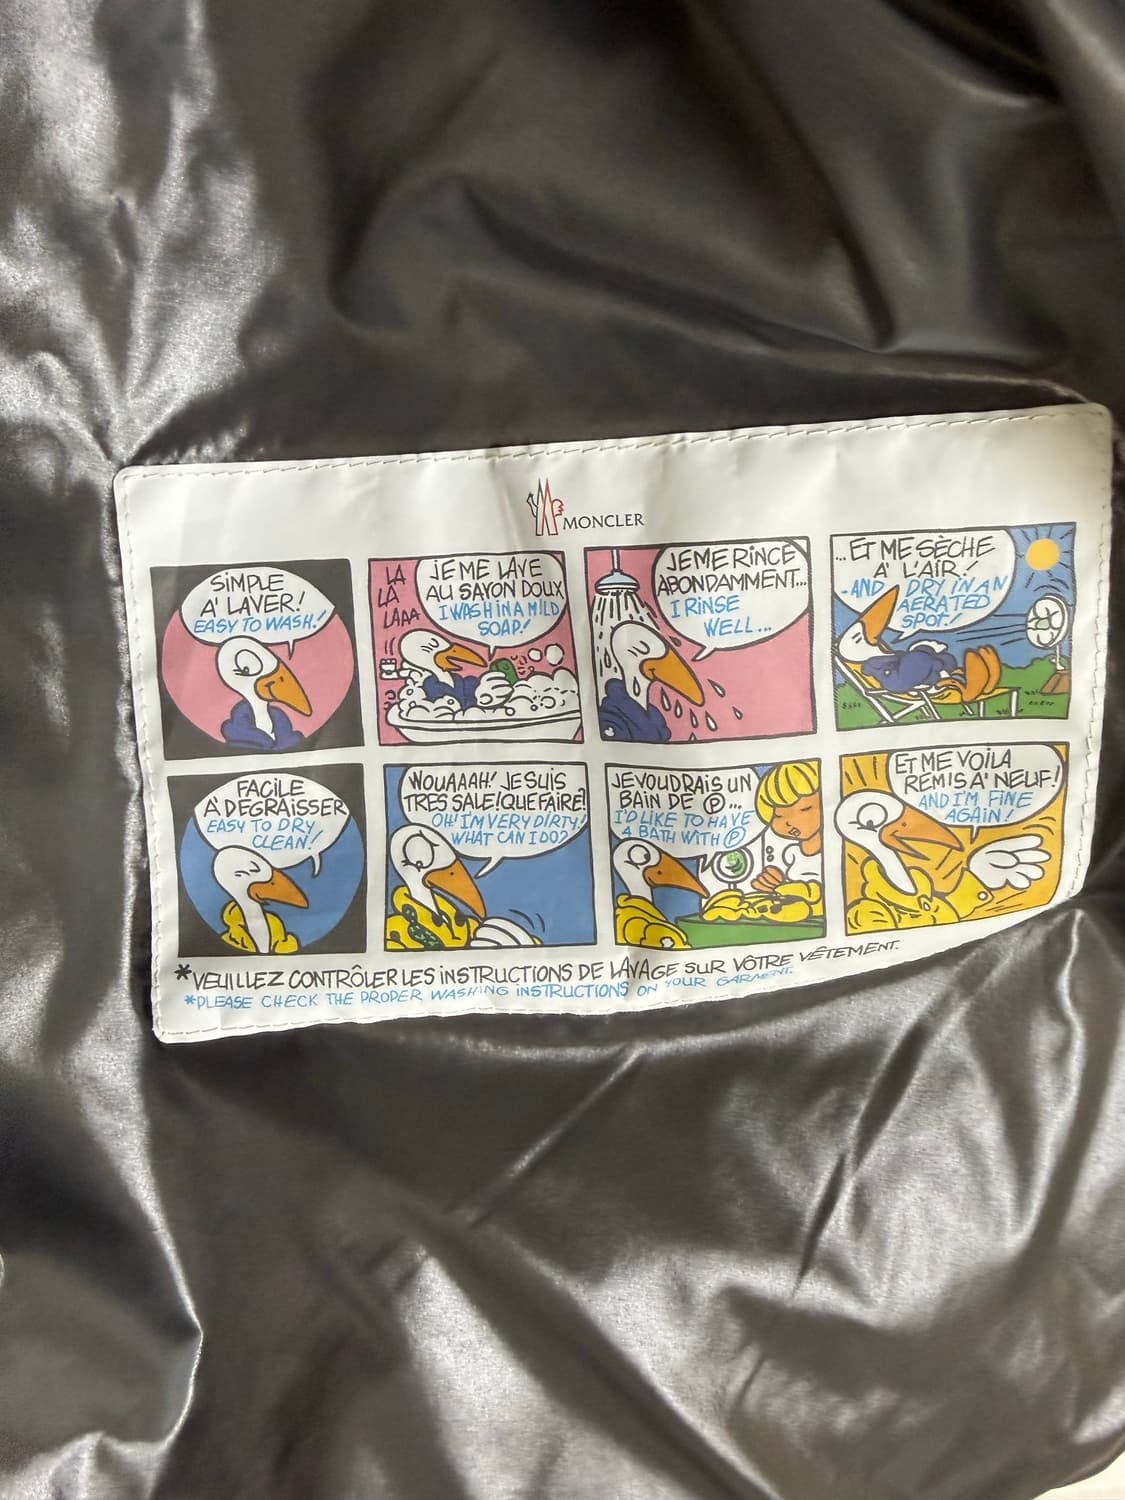 MONCLER
SIMPLE
A' LAVER!
EASY TO WASH!
LA
LÀ
LAAA
JE ME LAVE
AU SAVON DOUX
I WASH IN A MILD
SOAP!
JE ME RINCE
ABONDAMMENT...
I RINSE
WELL...
...ET ME SÈCHE
A' L'AIR!
-AND I DRY IN AN
AERATED
SPOT!
FACILE
A' DEGRAISSER
EASY TO DRY
CLEAN!
WOUAAAH! JE SUIS
TRES SALE! QUE FAIRE?
OH! I'M VERY DIRTY!
WHAT CAN I DO?
JE VOUDRAIS UN
BAIN DE Ⓟ...
I'D LIKE TO HAVE
A BATH WITH Ⓟ
ET ME VOILA
REMIS A' NEUF!
AND I'M FINE
AGAIN!
*VEUILLEZ CONTRÔLER LES INSTRUCTIONS DE LAVAGE SUR VÔTRE VÊTEMENT.
*PLEASE CHECK THE PROPER WASHING INSTRUCTIONS ON YOUR GARMENT.